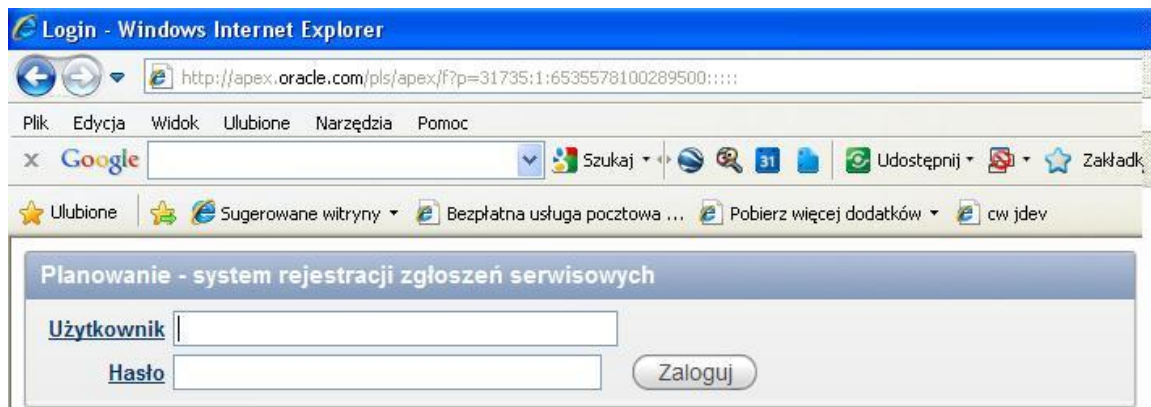 Login - Windows Internet Explorer
http://apex.oracle.com/pls/apex/f?p=31735:1:6535578100289500:::::
Plik Edycja Widok Ulubione Narzędzia Pomoc
x Google Szukaj 31 Udostępnij Zakładk
Ulubione Sugerowane witryny Bezpłatna usługa pocztowa ... Pobierz więcej dodatków cw jdev
Planowanie - system rejestracji zgłoszeń serwisowych
Użytkownik
Hasło Zaloguj